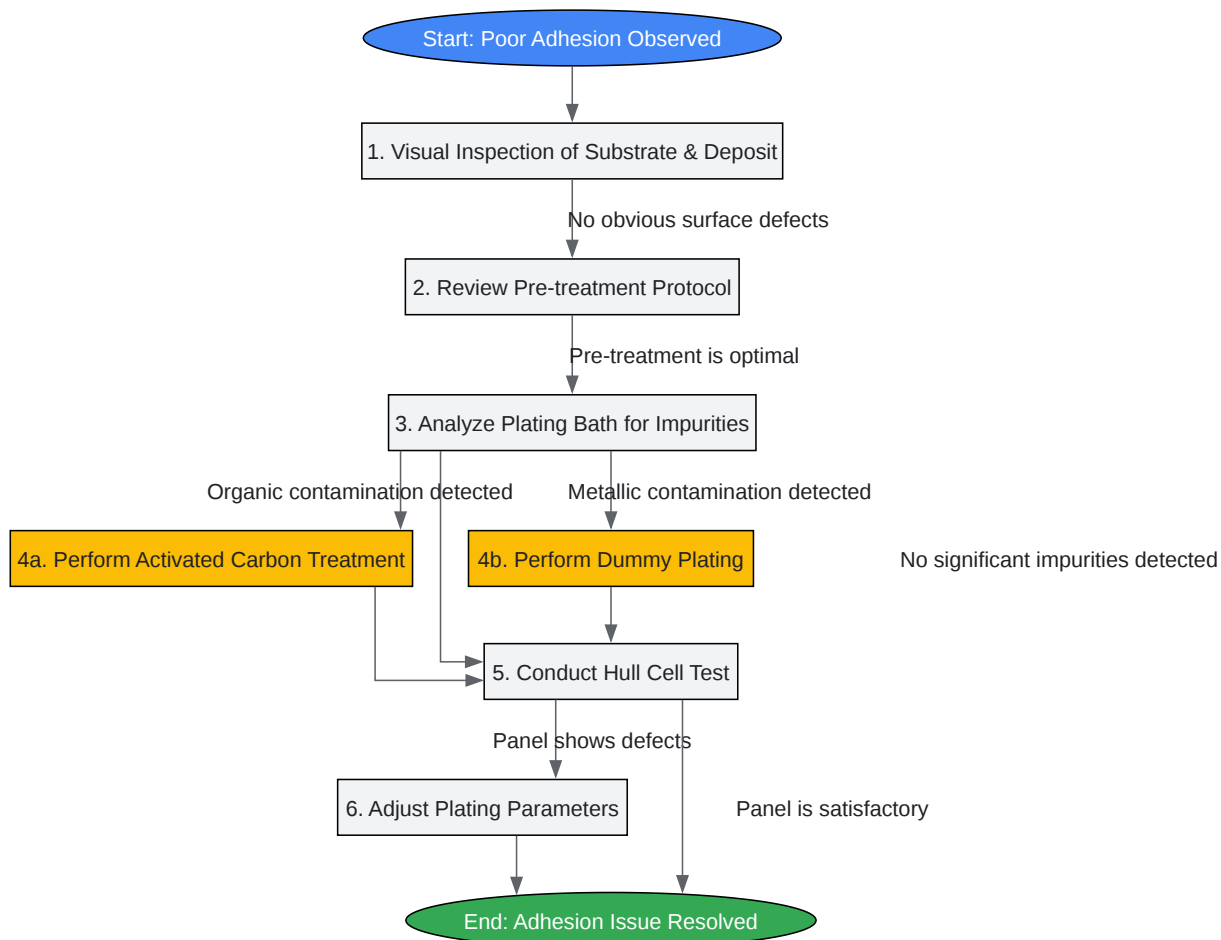 Start: Poor Adhesion Observed
1. Visual Inspection of Substrate & Deposit
No obvious surface defects
2. Review Pre-treatment Protocol
Pre-treatment is optimal
3. Analyze Plating Bath for Impurities
Organic contamination detected
Metallic contamination detected
4a. Perform Activated Carbon Treatment
4b. Perform Dummy Plating
No significant impurities detected
5. Conduct Hull Cell Test
Panel shows defects
6. Adjust Plating Parameters
Panel is satisfactory
End: Adhesion Issue Resolved